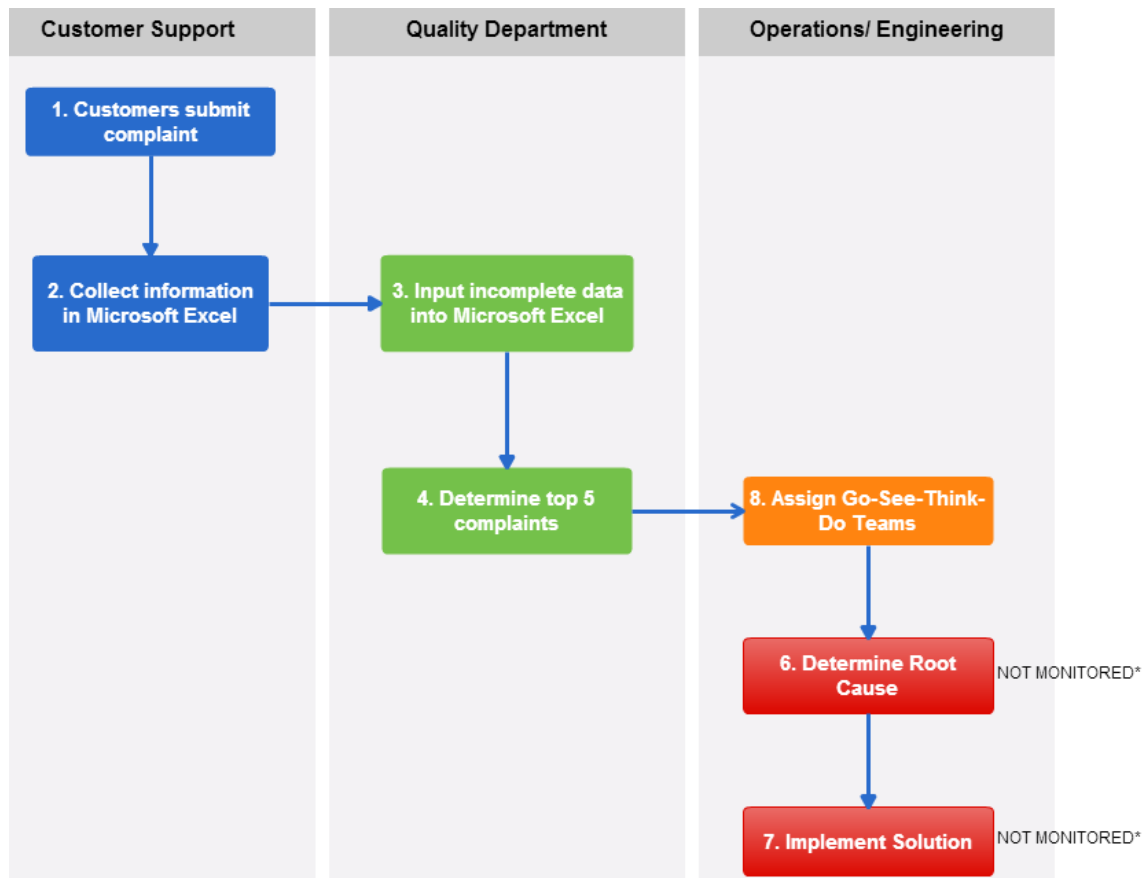 Customer Support
Quality Department
Operations/ Engineering
1. Customers submit
complaint
2. Collect information
in Microsoft Excel
3. Input incomplete data
into Microsoft Excel
4. Determine top 5
complaints
8. Assign Go-See-Think-
Do Teams
6. Determine Root
Cause
NOT MONITORED*
7. Implement Solution
NOT MONITORED*